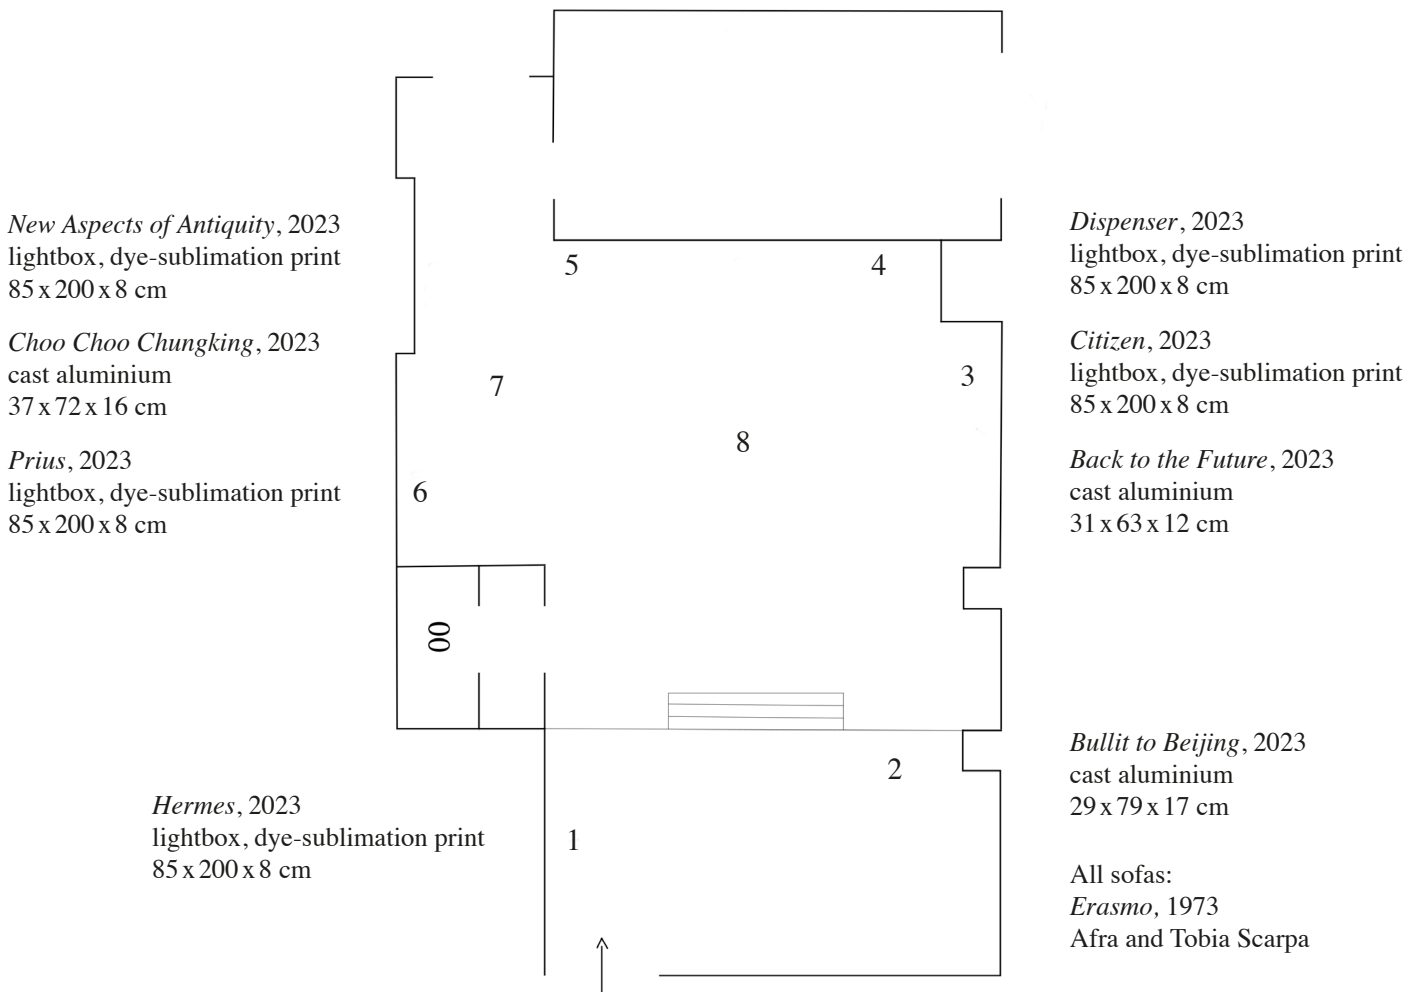 New Aspects of Antiquity, 2023
lightbox, dye-sublimation print
85 x 200 x 8 cm
Choo Choo Chungking, 2023
cast aluminium
37 x 72 x 16 cm
Prius, 2023
lightbox, dye-sublimation print
85 x 200 x 8 cm
Hermes, 2023
lightbox, dye-sublimation print
85 x 200 x 8 cm
5
4
7
3
8
6
00
2
1
Dispenser, 2023
lightbox, dye-sublimation print
85 x 200 x 8 cm
Citizen, 2023
lightbox, dye-sublimation print
85 x 200 x 8 cm
Back to the Future, 2023
cast aluminium
31 x 63 x 12 cm
Bullit to Beijing, 2023
cast aluminium
29 x 79 x 17 cm
All sofas:
Erasmo, 1973
Afra and Tobia Scarpa